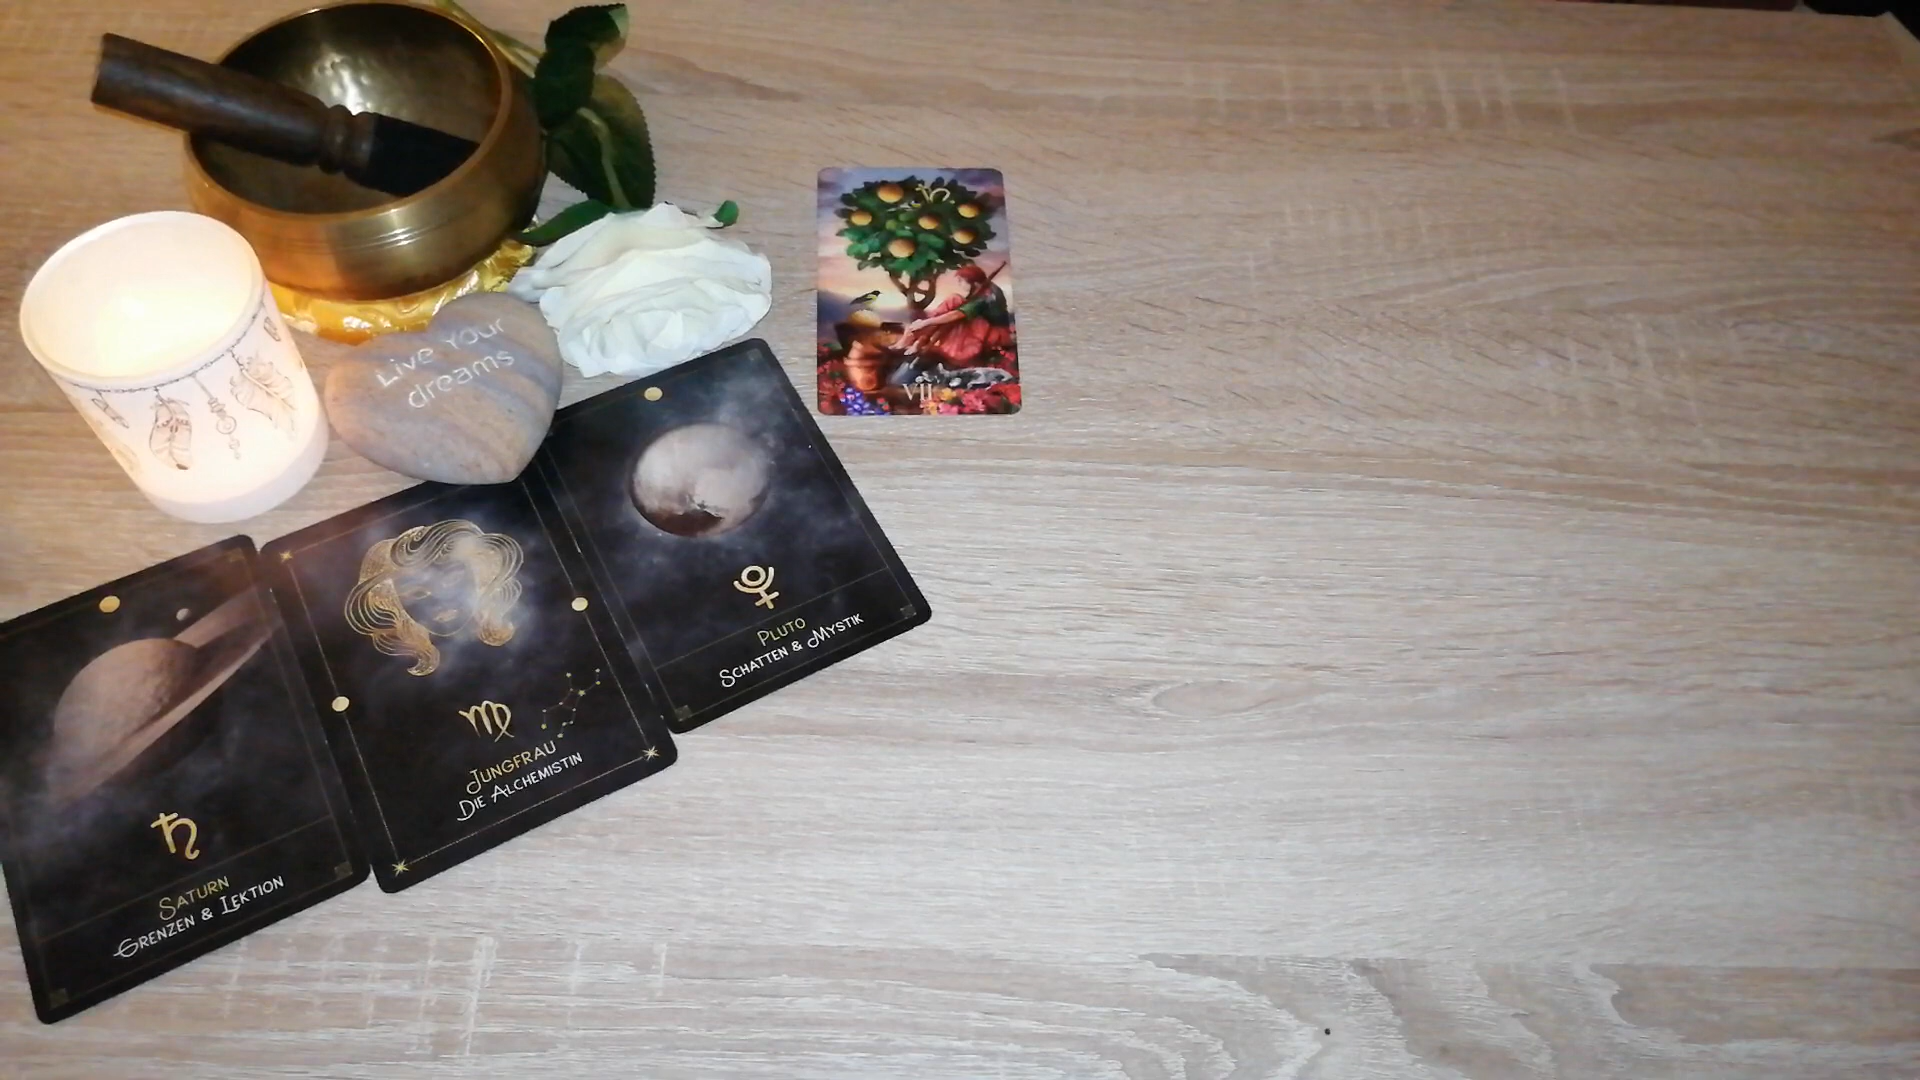 Live Your
dreams
VII
SATURN
GRENZEN & LEKTION
JUNGFRAU
DIE ALCHEMISTIN
PLUTO
SCHATTEN & MYSTIK